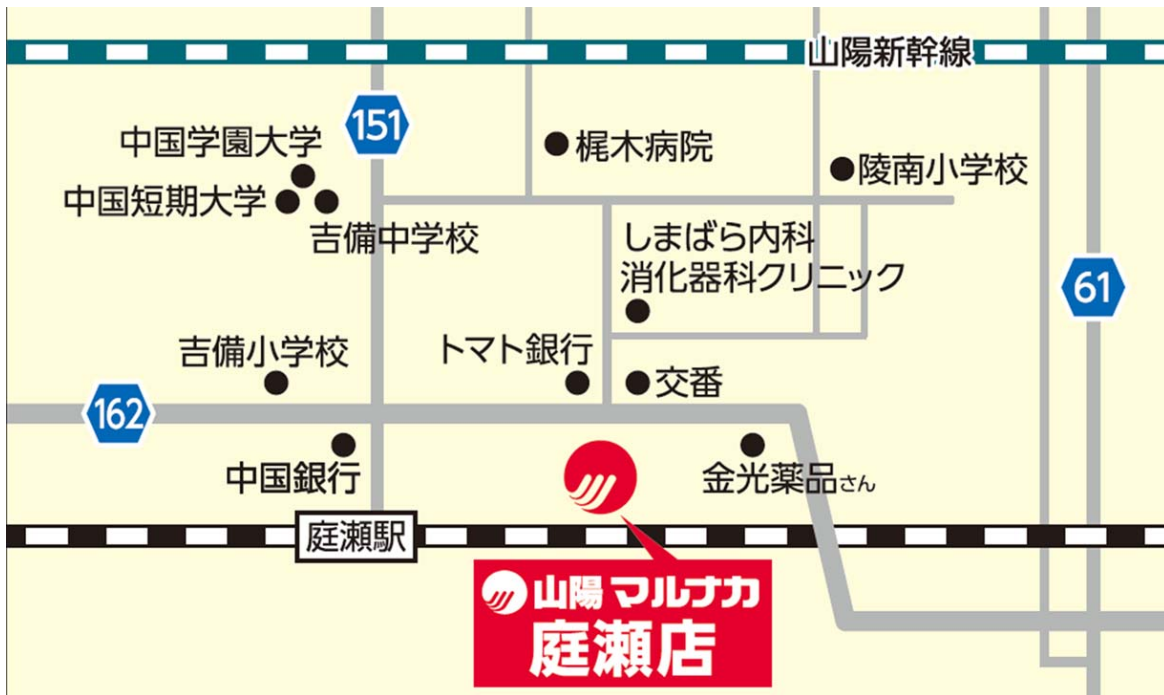 山陽新幹線
151
中国学園大学
梶木病院
陵南小学校
中国短期大学
吉備中学校
しまばら内科
消化器科クリニック
61
吉備小学校
トマト銀行
交番
162
中国銀行
金光薬品さん
庭瀬駅
山陽 マルナカ
庭瀬店